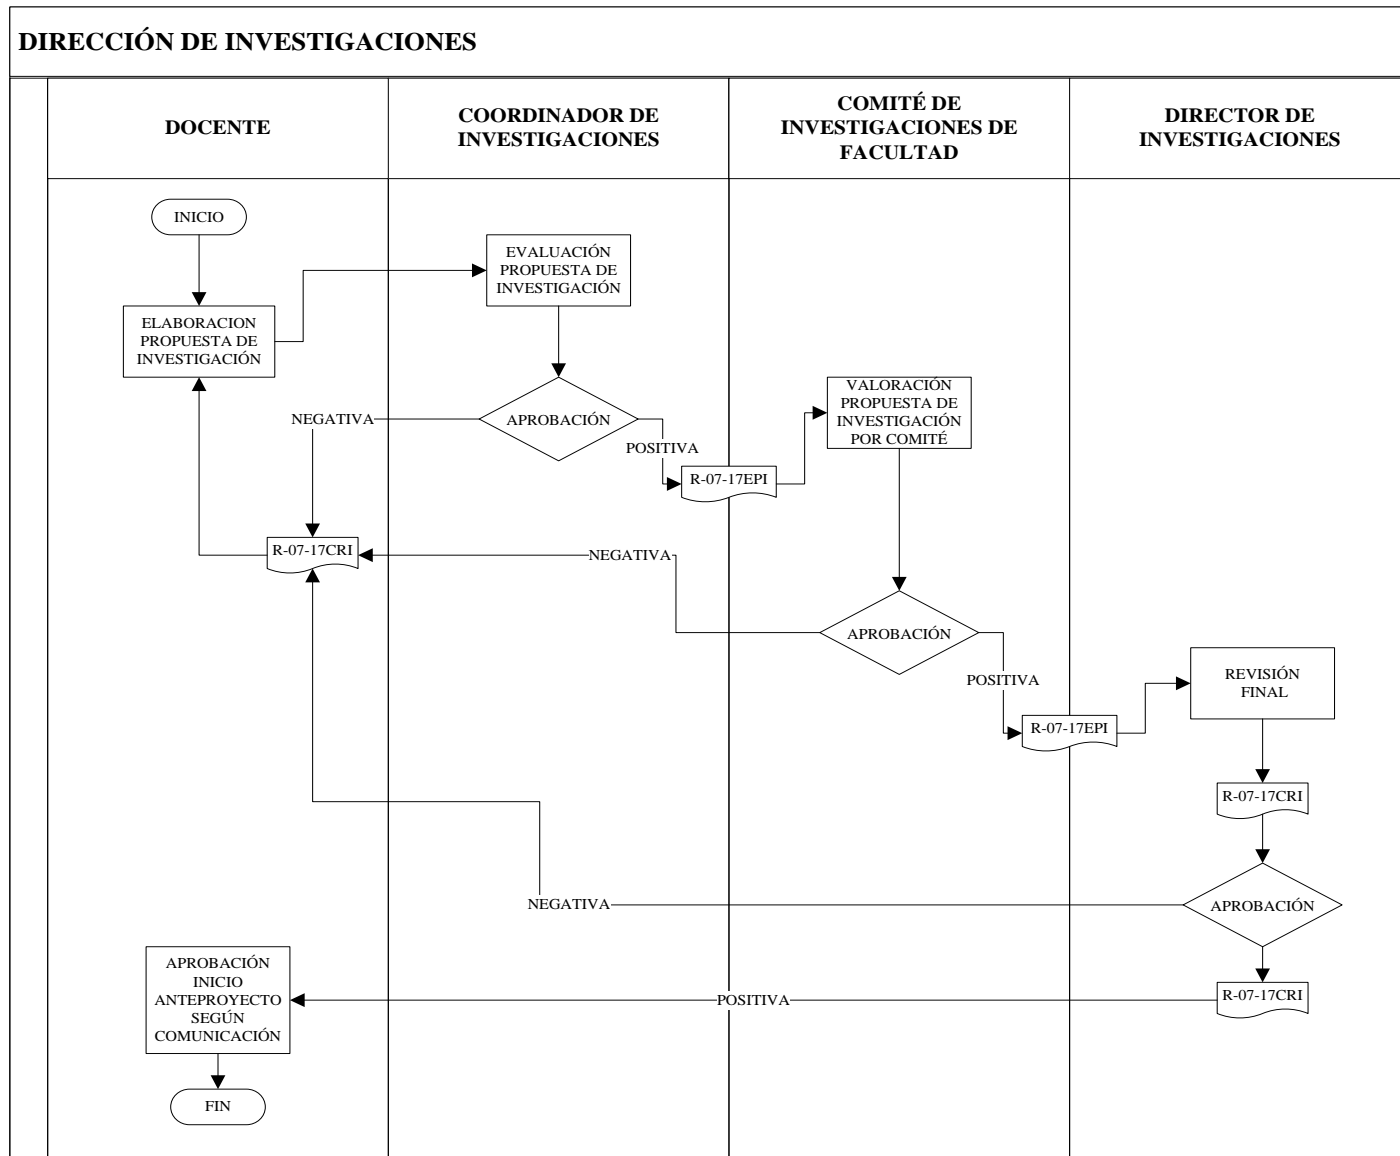 DIRECCIÓN DE INVESTIGACIONES
DOCENTE
COORDINADOR DE
INVESTIGACIONES
COMITÉ DE
INVESTIGACIONES DE
FACULTAD
DIRECTOR DE
INVESTIGACIONES
INICIO
ELABORACION
PROPUESTA DE
INVESTIGACIÓN
EVALUACIÓN
PROPUESTA DE
INVESTIGACIÓN
APROBACIÓN
NEGATIVA
POSITIVA
R-07-17EPI
VALORACIÓN
PROPUESTA DE
INVESTIGACIÓN
POR COMITÉ
R-07-17CRI
NEGATIVA
APROBACIÓN
POSITIVA
R-07-17EPI
REVISIÓN
FINAL
R-07-17CRI
APROBACIÓN
NEGATIVA
R-07-17CRI
POSITIVA
APROBACIÓN
INICIO
ANTEPROYECTO
SEGÚN
COMUNICACIÓN
FIN